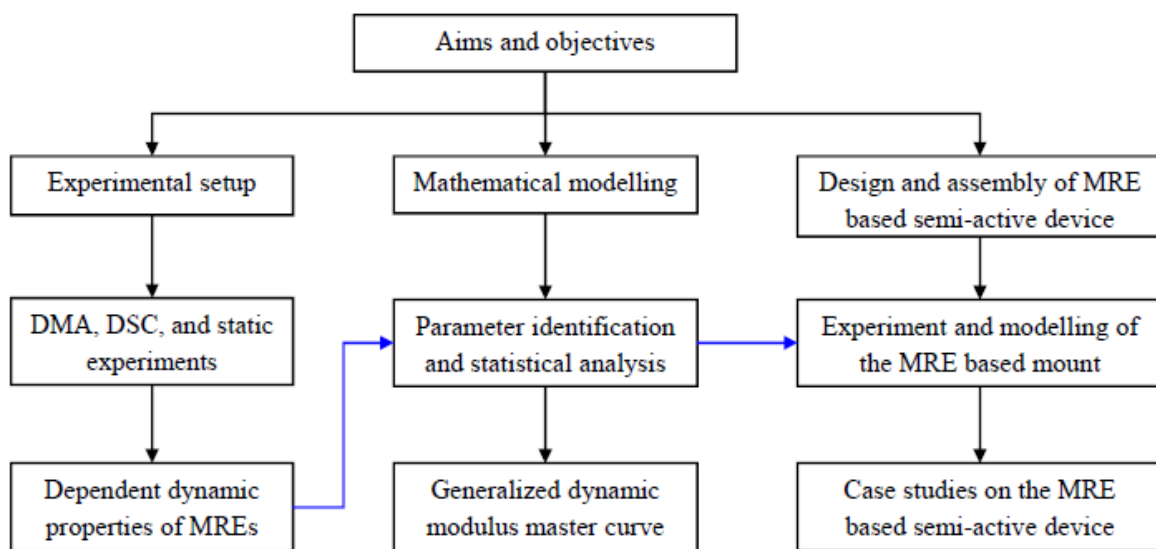 Aims and objectives
Experimental setup
Mathematical modelling
Design and assembly of MRE
based semi-active device
DMA, DSC, and static
experiments
Parameter identification
and statistical analysis
Experiment and modelling of
the MRE based mount
Dependent dynamic
properties of MREs
Generalized dynamic
modulus master curve
Case studies on the MRE
based semi-active device